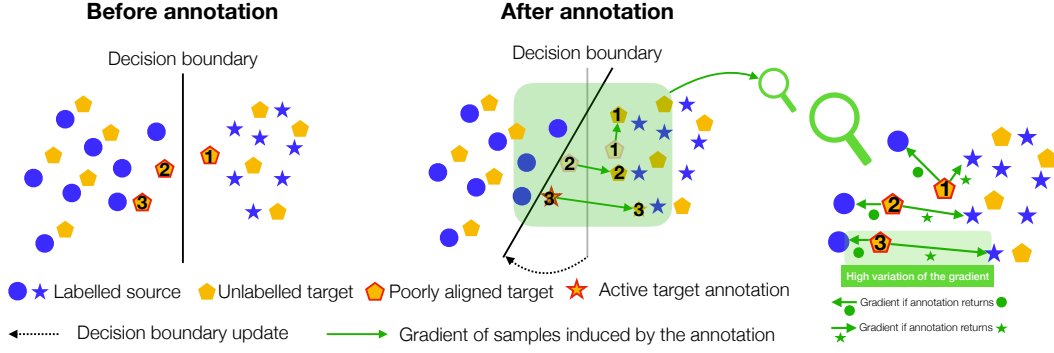 Before annotation
After annotation
Decision boundary
Decision boundary
1
2
3
1
1
2
2
3
3
1
2
3
High variation of the gradient
Gradient if annotation returns
Gradient if annotation returns
Labelled source
Unlabelled target
Poorly aligned target
Active target annotation
Decision boundary update
Gradient of samples induced by the annotation